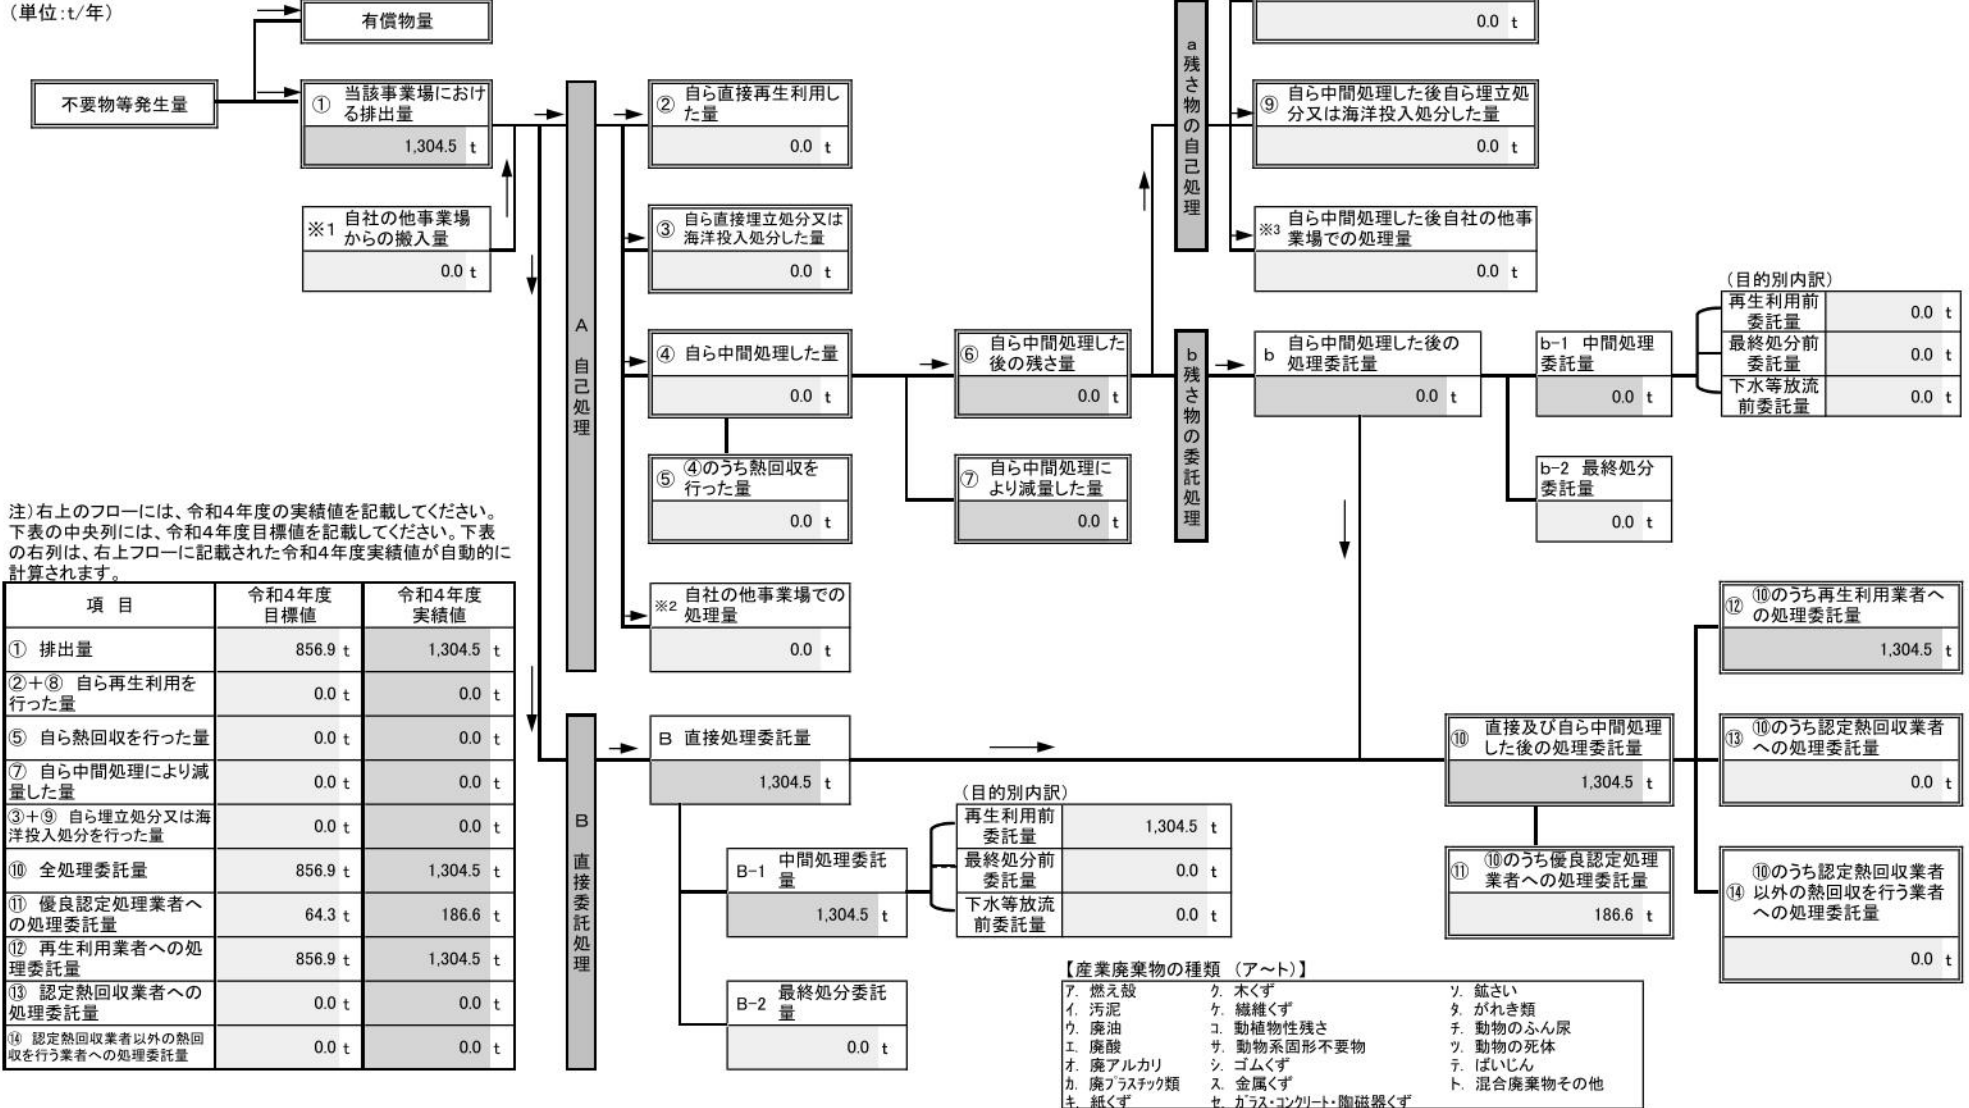 (単位:t/年)
有償物量
不要物等発生量
① 当該事業場におけ
る排出量
1,304.5 t
※1 自社の他事業場
からの搬入量
0.0 t
A 自己処理
② 自ら直接再生利用し
た量
0.0 t
③ 自ら直接埋立処分又は
海洋投入処分した量
0.0 t
④ 自ら中間処理した量
0.0 t
⑤ ④のうち熱回収を
行った量
0.0 t
※2 自社の他事業場での
処理量
0.0 t
⑥ 自ら中間処理した
後の残さ量
0.0 t
⑦ 自ら中間処理に
より減量した量
0.0 t
a 残さ物の自己処理
0.0 t
⑨ 自ら中間処理した後自ら埋立処
分又は海洋投入処分した量
0.0 t
※3 自ら中間処理した後自社の他事
業場での処理量
0.0 t
b 残さ物の委託処理
b 自ら中間処理した後の
処理委託量
0.0 t
b-1 中間処理
委託量
0.0 t
b-2 最終処分
委託量
0.0 t
(目的別内訳)
再生利用前
委託量
0.0 t
最終処分前
委託量
0.0 t
下水等放流
前委託量
0.0 t
注)右上のフローには、令和4年度の実績値を記載してください。
下表の中央列には、令和4年度目標値を記載してください。下表
の右列は、右上フローに記載された令和4年度実績値が自動的に
計算されます。
項 目
令和4年度
目標値
令和4年度
実績値
① 排出量 856.9 t 1,304.5 t
②+⑧ 自ら再生利用を
行った量 0.0 t 0.0 t
⑤ 自ら熱回収を行った量 0.0 t 0.0 t
⑦ 自ら中間処理により減
量した量 0.0 t 0.0 t
③+⑨ 自ら埋立処分又は海
洋投入処分を行った量 0.0 t 0.0 t
⑩ 全処理委託量 856.9 t 1,304.5 t
⑪ 優良認定処理業者へ
の処理委託量 64.3 t 186.6 t
⑫ 再生利用業者への処
理委託量 856.9 t 1,304.5 t
⑬ 認定熱回収業者への
処理委託量 0.0 t 0.0 t
⑭ 認定熱回収業者以外の熱回
収を行う業者への処理委託量 0.0 t 0.0 t
B 直接委託処理
B 直接処理委託量
1,304.5 t
B-1 中間処理委託
量
1,304.5 t
B-2 最終処分委託
量
0.0 t
(目的別内訳)
再生利用前
委託量
1,304.5 t
最終処分前
委託量
0.0 t
下水等放流
前委託量
0.0 t
⑩ 直接及び自ら中間処理
した後の処理委託量
1,304.5 t
⑪ ⑩のうち優良認定処理
業者への処理委託量
186.6 t
⑫ ⑩のうち再生利用業者へ
の処理委託量
1,304.5 t
⑬ ⑩のうち認定熱回収業者
への処理委託量
0.0 t
⑭ ⑩のうち認定熱回収業者
以外の熱回収を行う業者
への処理委託量
0.0 t
【産業廃棄物の種類 (ア~ト)】
ア. 燃え殻 ク. 木くず ソ. 鉱さい
イ. 汚泥 ケ. 繊維くず タ. がれき類
ウ. 廃油 コ. 動植物性残さ チ. 動物のふん尿
エ. 廃酸 サ. 動物系固形不要物 ツ. 動物の死体
オ. 廃アルカリ シ. ゴムくず テ. ばいじん
カ. 廃プラスチック類 ス. 金属くず ト. 混合廃棄物その他
キ. 紙くず セ. ガラス・コンクリート・陶磁器くず